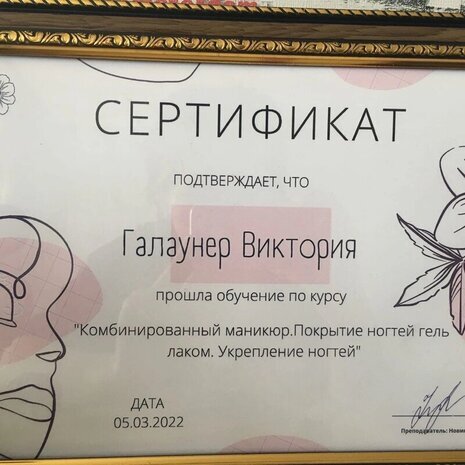 СЕРТИФИКАТ
ПОДТВЕРЖДАЕТ, ЧТО
Галаунер Виктория
прошла обучение по курсу
"Комбинированный маникюр.Покрытие ногтей гель
лаком. Укрепление ногтей"
ДАТА
05.03.2022
Преподаватель: